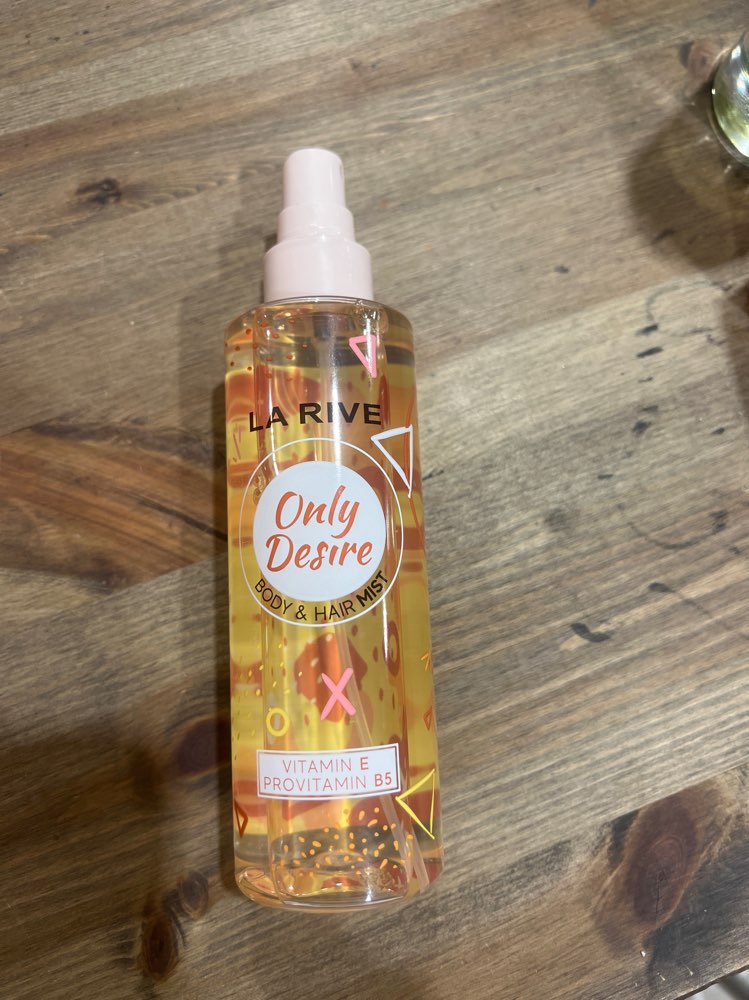 LA RIVE
Only
Desire
BODY & HAIR MIST
VITAMIN E
PROVITAMIN B5